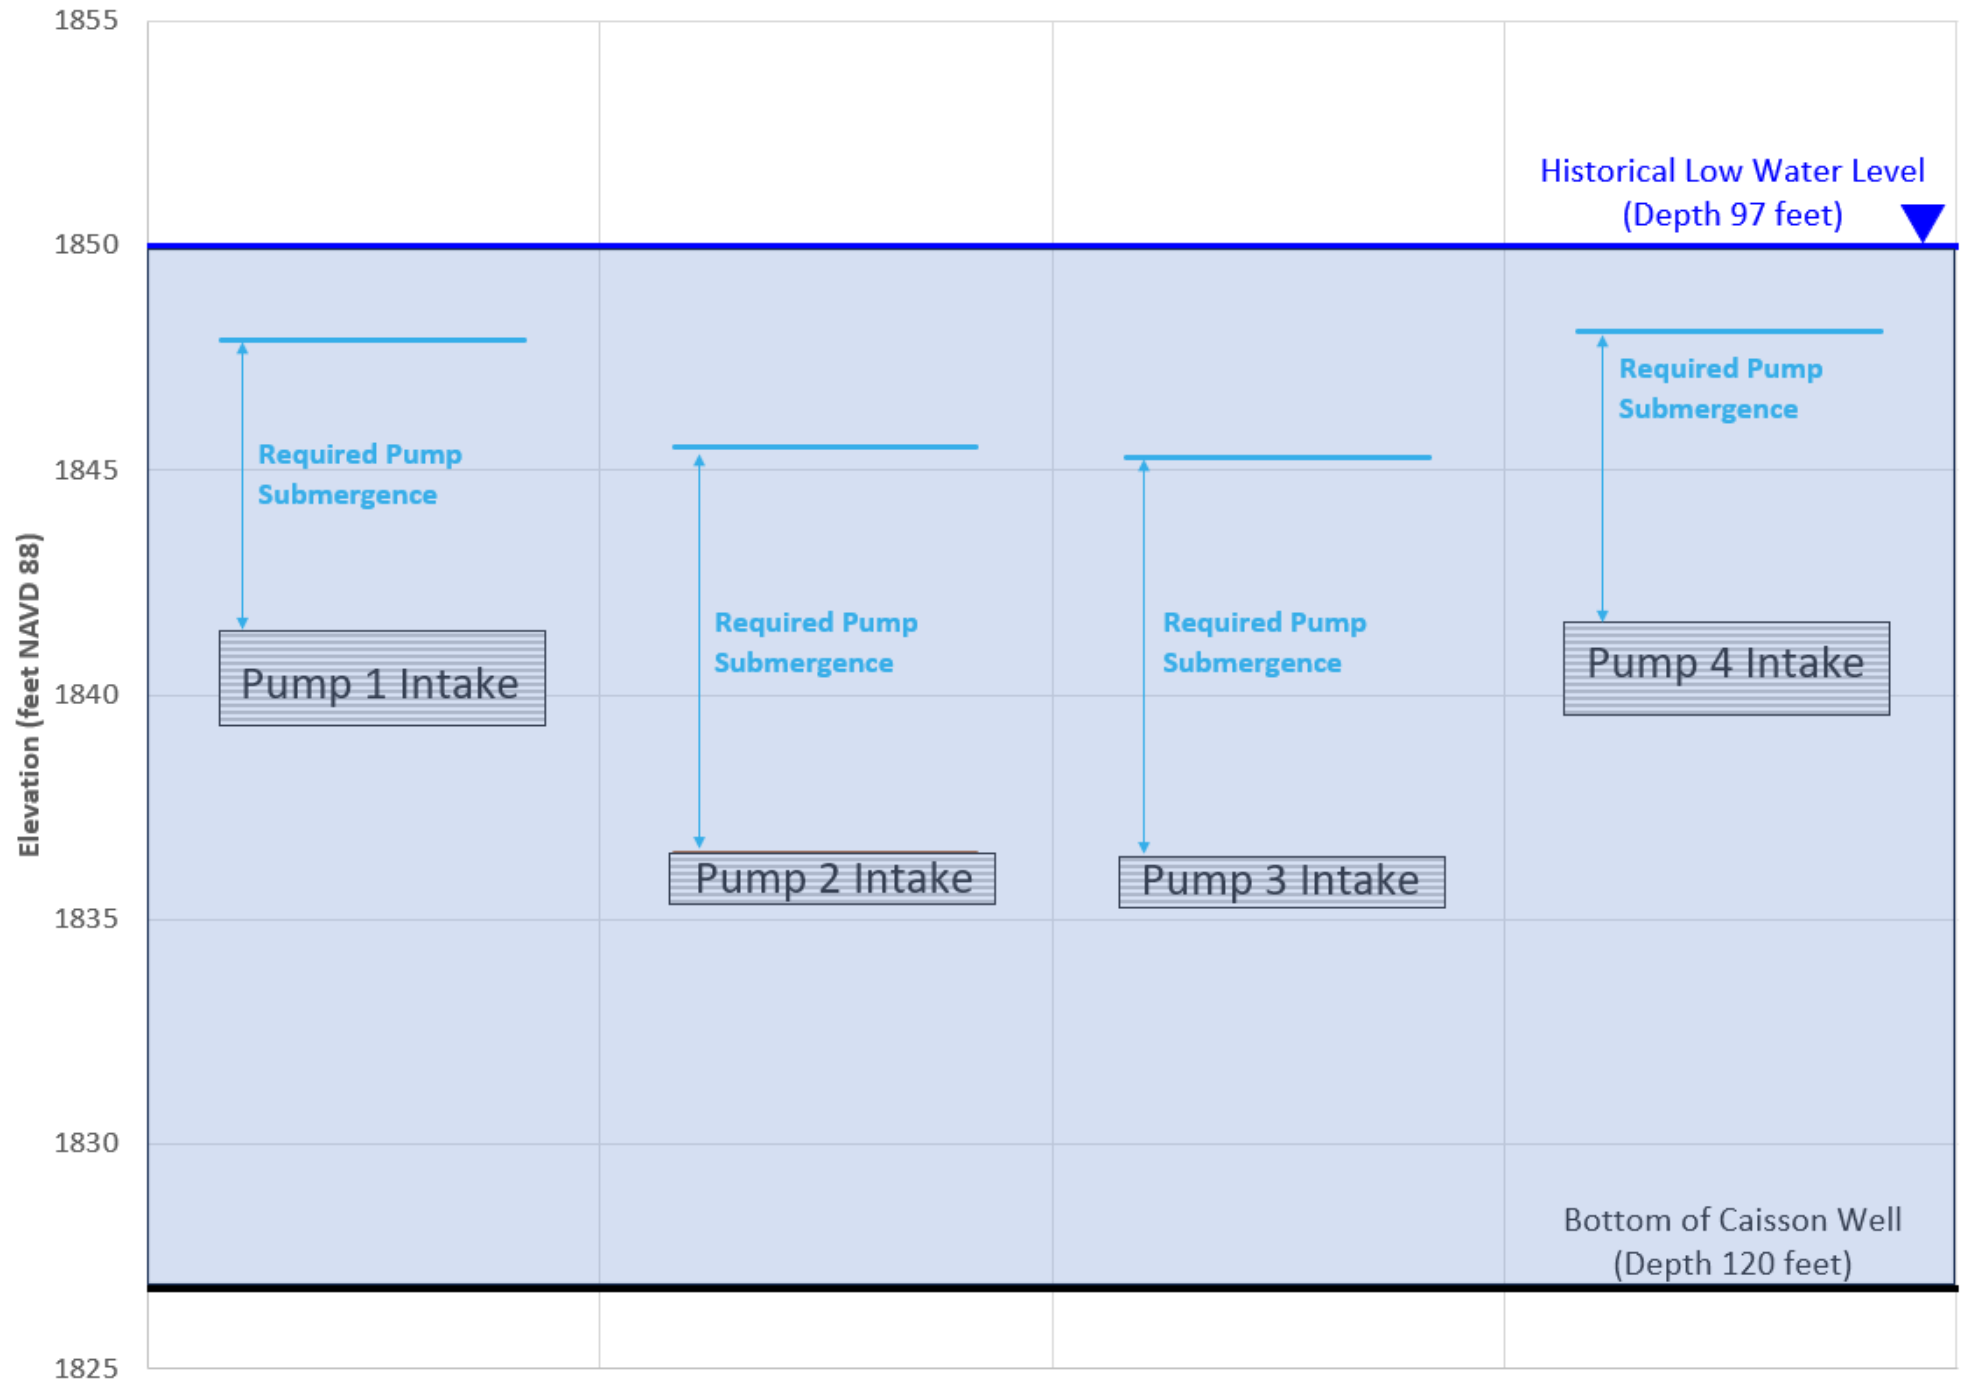 1855
Historical Low Water Level
(Depth 97 feet)
1850
Required Pump
Submergence
Required Pump
Submergence
1845
Elevation (feet NAVD 88)
Required Pump
Submergence
Required Pump
Submergence
Pump 1 Intake
Pump 4 Intake
1840
Pump 2 Intake
Pump 3 Intake
1835
1830
Bottom of Caisson Well
(Depth 120 feet)
1825